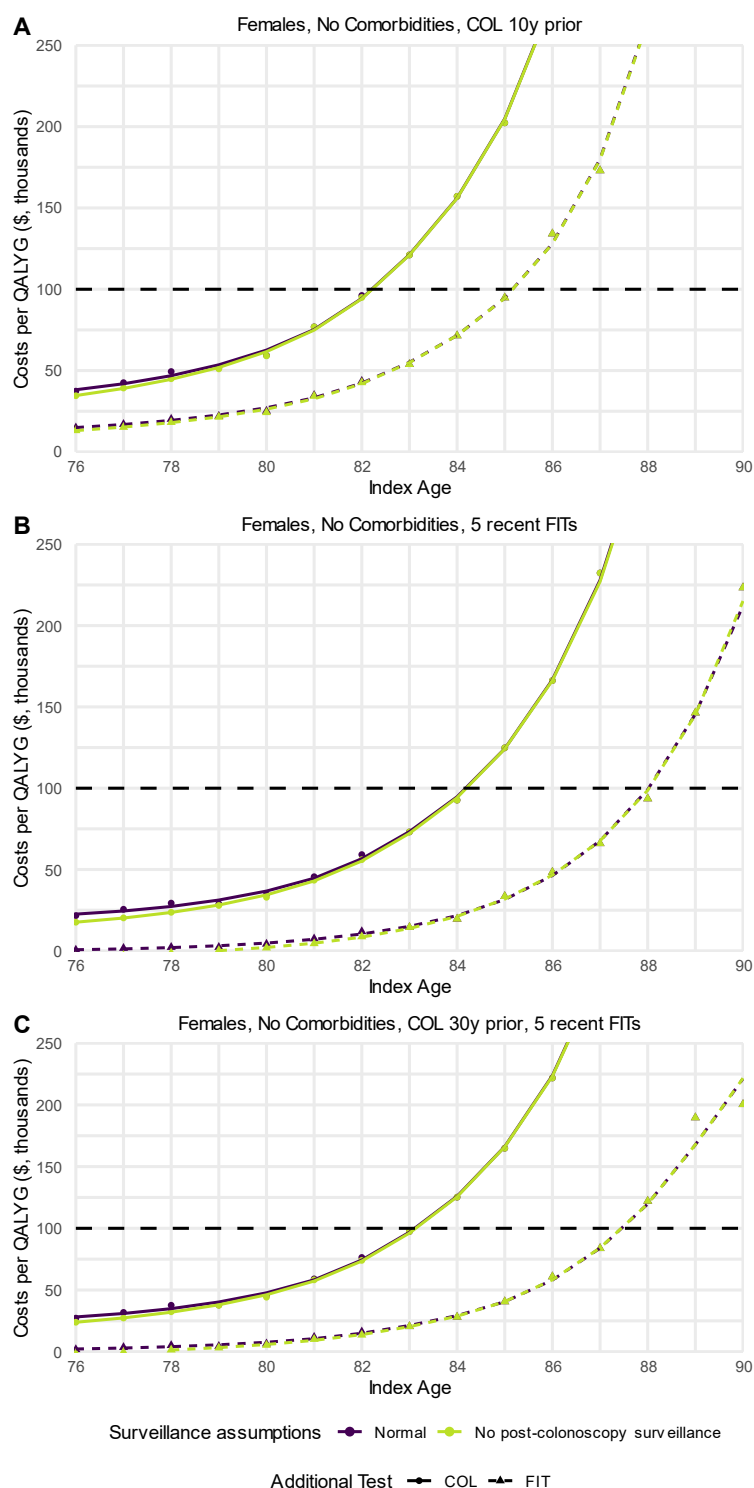 A
Females, No Comorbidities, COL 10y prior
Costs per QALYG ($, thousands)
250
200
150
100
50
0
76 78 80 82 84 86 88 90
Index Age
B
Females, No Comorbidities, 5 recent FITs
Costs per QALYG ($, thousands)
250
200
150
100
50
0
76 78 80 82 84 86 88 90
Index Age
C
Females, No Comorbidities, COL 30y prior, 5 recent FITs
Costs per QALYG ($, thousands)
250
200
150
100
50
0
76 78 80 82 84 86 88 90
Index Age
Surveillance assumptions Normal No post-colonoscopy surveillance
Additional Test COL FIT